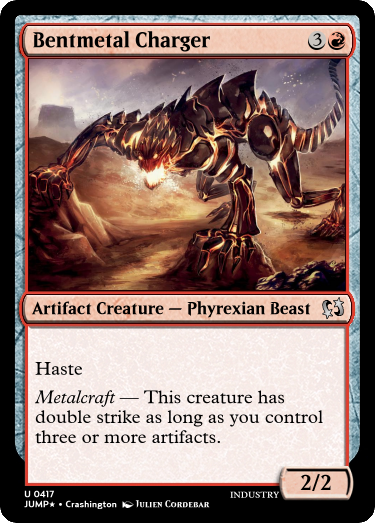 Bentmetal Charger 3
Artifact Creature — Phyrexian Beast
Haste
Metalcraft — This creature has
double strike as long as you control
three or more artifacts.
2/2
U 0417 INDUSTRY
JUMP★ • Crashington Julien Cordebar